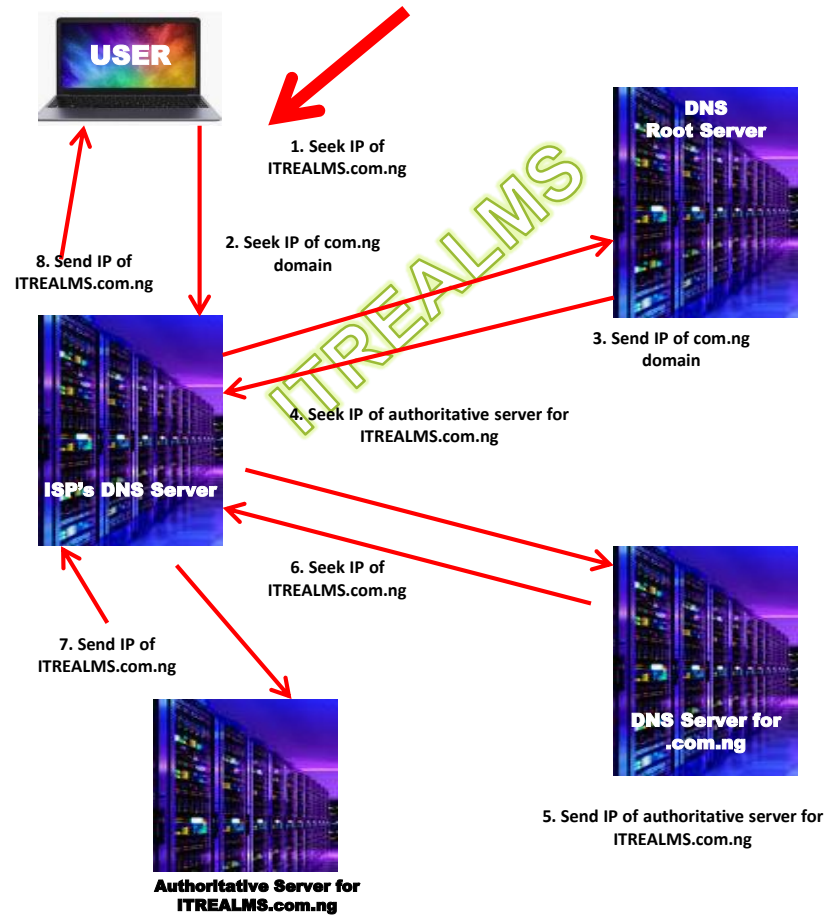 USER
1. Seek IP of
ITREALMS.com.ng
DNS
Root Server
2. Seek IP of com.ng
domain
8. Send IP of
ITREALMS.com.ng
ITREALMS
3. Send IP of com.ng
domain
4. Seek IP of authoritative server for
ITREALMS.com.ng
ISP's DNS Server
6. Seek IP of
ITREALMS.com.ng
7. Send IP of
ITREALMS.com.ng
DNS Server for
.com.ng
5. Send IP of authoritative server for
ITREALMS.com.ng
Authoritative Server for
ITREALMS.com.ng